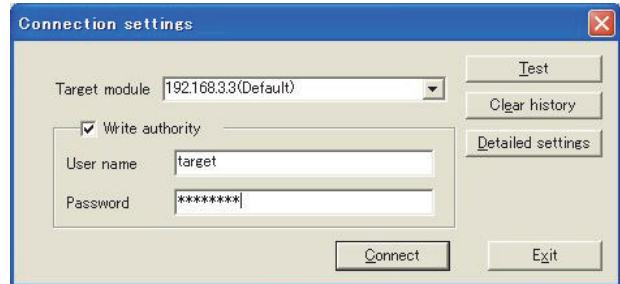 Connection settings
Test
Target module 192.168.3.3(Default)
Clear history
Write authority
Detailed settings
User name target
Password ********
Connect Exit